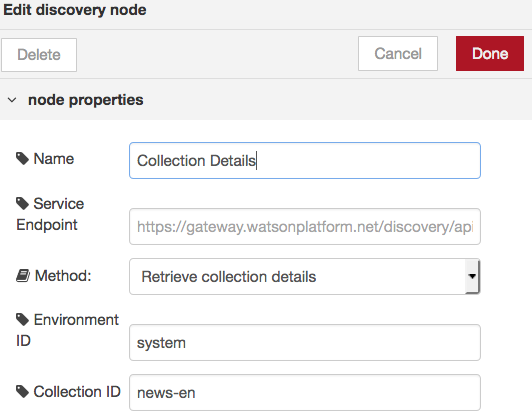 Edit discovery node
Delete
Cancel
Done
node properties
Name
Collection Details
Service
Endpoint
https://gateway.watsonplatform.net/discovery/api
Method:
Retrieve collection details
Environment
ID
system
Collection ID
news-en